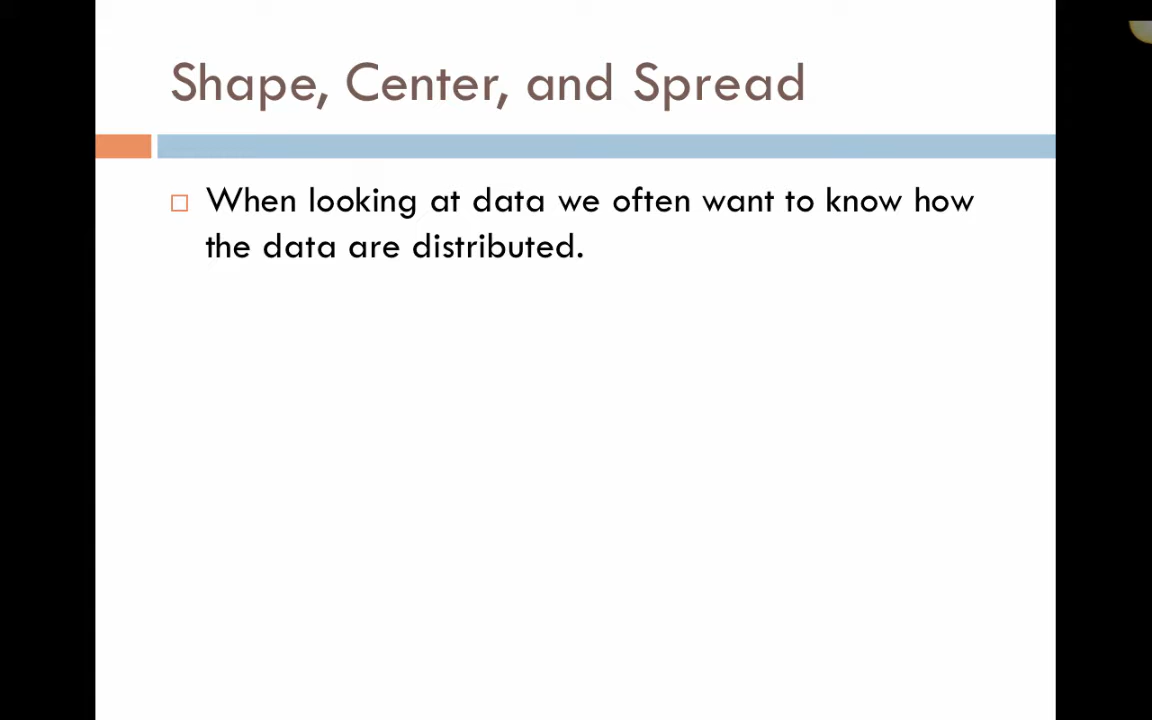 Shape, Center, and Spread
When looking at data we often want to know how
the data are distributed.